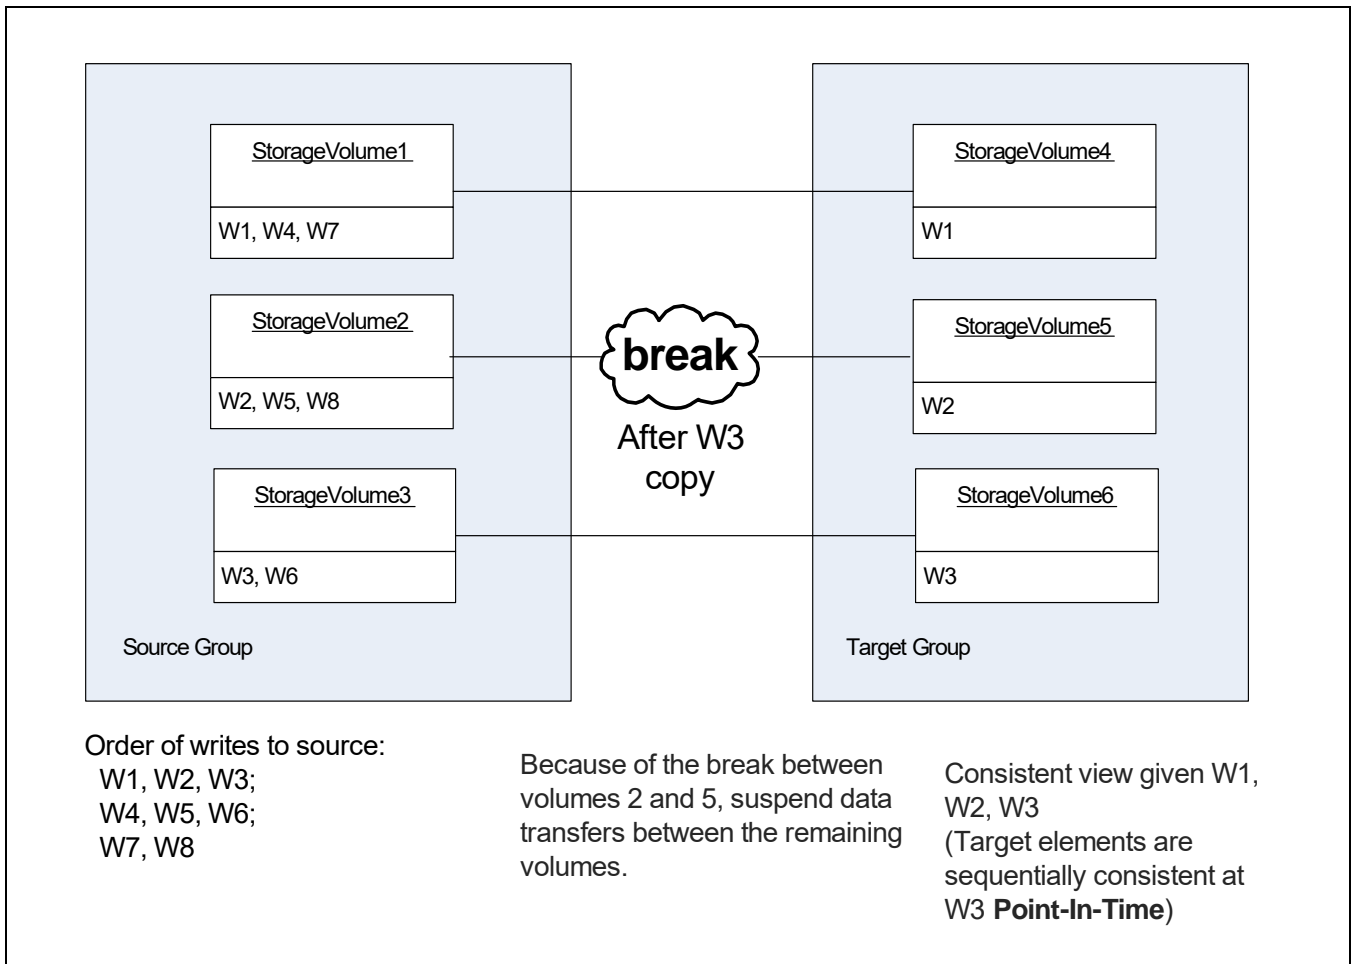 StorageVolume1
W1, W4, W7
StorageVolume2
W2, W5, W8
StorageVolume3
W3, W6
Source Group
break
After W3
copy
StorageVolume4
W1
StorageVolume5
W2
StorageVolume6
W3
Target Group
Order of writes to source:
W1, W2, W3;
W4, W5, W6;
W7, W8
Because of the break between
volumes 2 and 5, suspend data
transfers between the remaining
volumes.
Consistent view given W1,
W2, W3
(Target elements are
sequentially consistent at
W3 Point-In-Time)